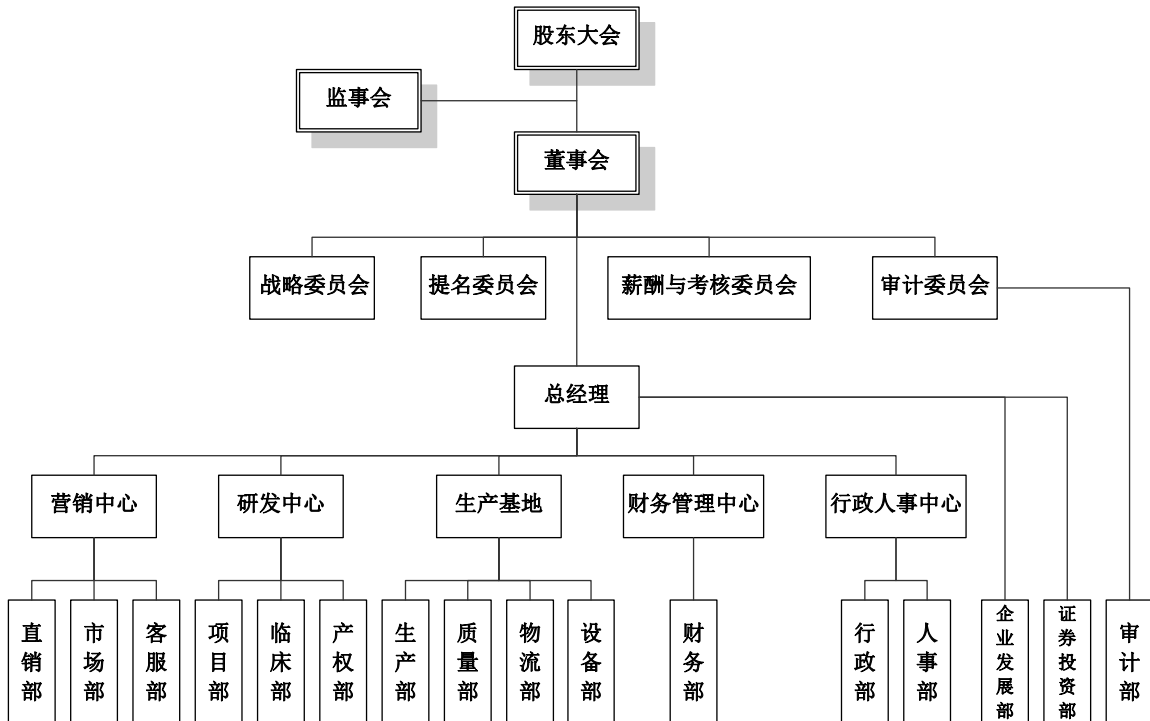 股东大会
监事会
董事会
战略委员会
提名委员会
薪酬与考核委员会
审计委员会
总经理
营销中心
研发中心
生产基地
财务管理中心
行政人事中心
直销部
市场部
客服部
项目部
临床部
产权部
生产部
质量部
物流部
设备部
财务部
行政部
人事部
企业发展部
证券投资部
审计部